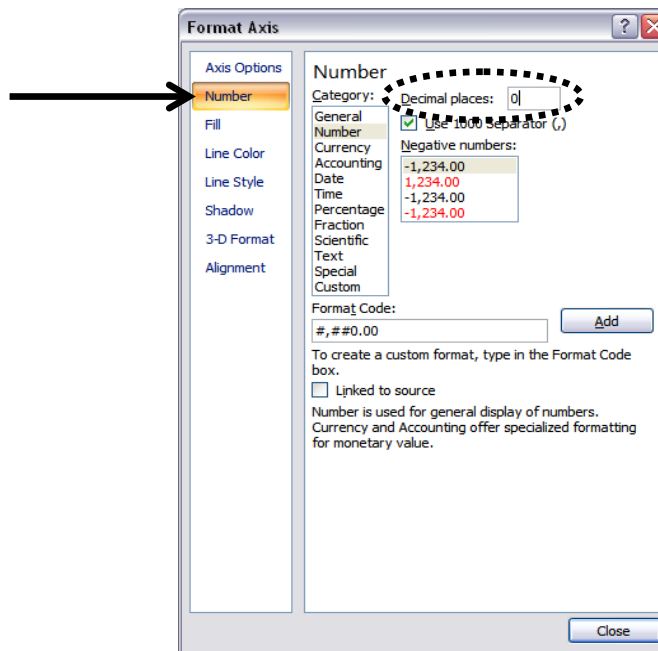 Format Axis
?
Axis Options
Number
Fill
Line Color
Line Style
Shadow
3-D Format
Alignment
Number
Category:
General
Number
Currency
Accounting
Date
Time
Percentage
Fraction
Scientific
Text
Special
Custom
Decimal places: 0
Use 1000 Separator (,)
Negative numbers:
-1,234.00
1,234.00
-1,234.00
-1,234.00
Format Code:
#,##0.00
Add
To create a custom format, type in the Format Code
box.
Linked to source
Number is used for general display of numbers.
Currency and Accounting offer specialized formatting
for monetary value.
Close